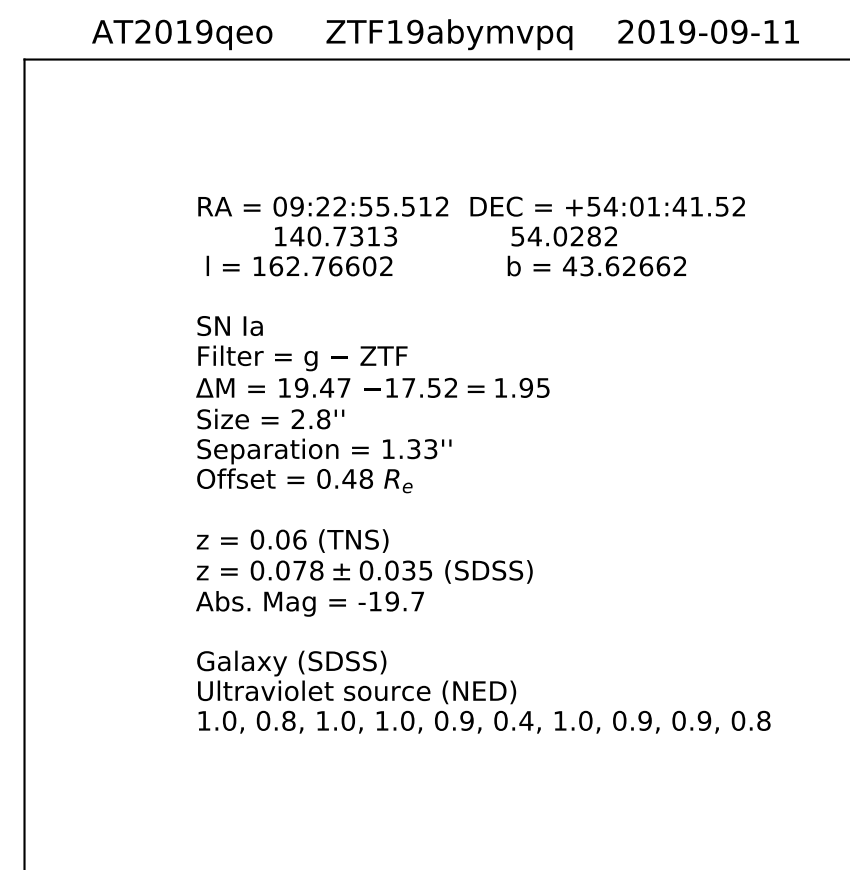 AT2019qeo ZTF19abymvpq 2019-09-11
RA = 09:22:55.512 DEC = +54:01:41.52
140.7313 54.0282
l = 162.76602 b = 43.62662
SN Ia
Filter = g − ZTF
ΔM = 19.47 −17.52 = 1.95
Size = 2.8''
Separation = 1.33''
Offset = 0.48 Rₑ
z = 0.06 (TNS)
z = 0.078 ± 0.035 (SDSS)
Abs. Mag = -19.7
Galaxy (SDSS)
Ultraviolet source (NED)
1.0, 0.8, 1.0, 1.0, 0.9, 0.4, 1.0, 0.9, 0.9, 0.8